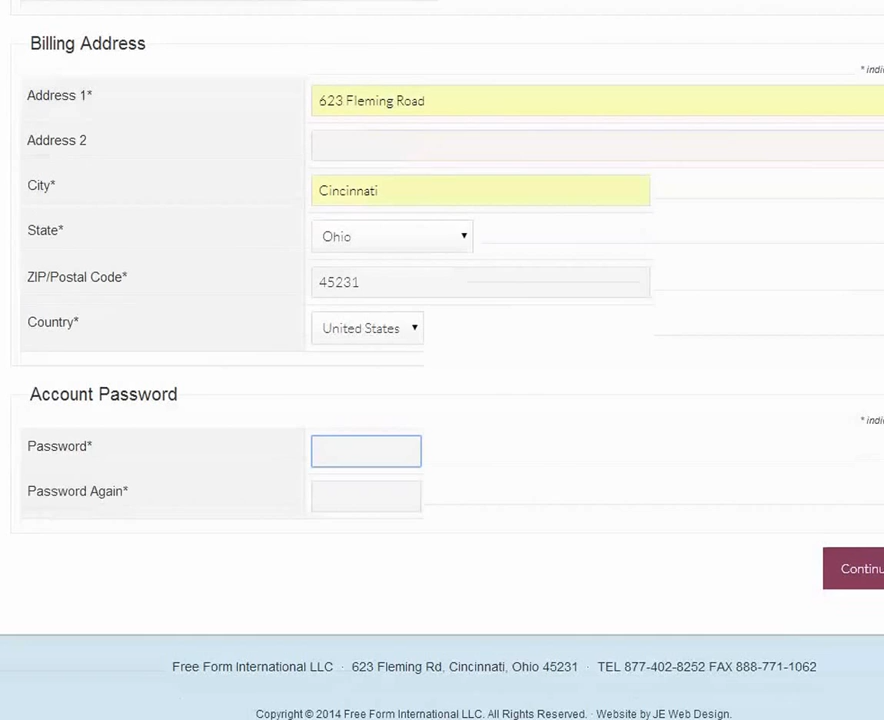 Billing Address
* indi
Address 1*
623 Fleming Road
Address 2
City*
Cincinnati
State*
Ohio
ZIP/Postal Code*
45231
Country*
United States
Account Password
* indi
Password*
Password Again*
Continu
Free Form International LLC · 623 Fleming Rd, Cincinnati, Ohio 45231 · TEL 877-402-8252 FAX 888-771-1062
Copyright © 2014 Free Form International LLC. All Rights Reserved. · Website by JE Web Design.